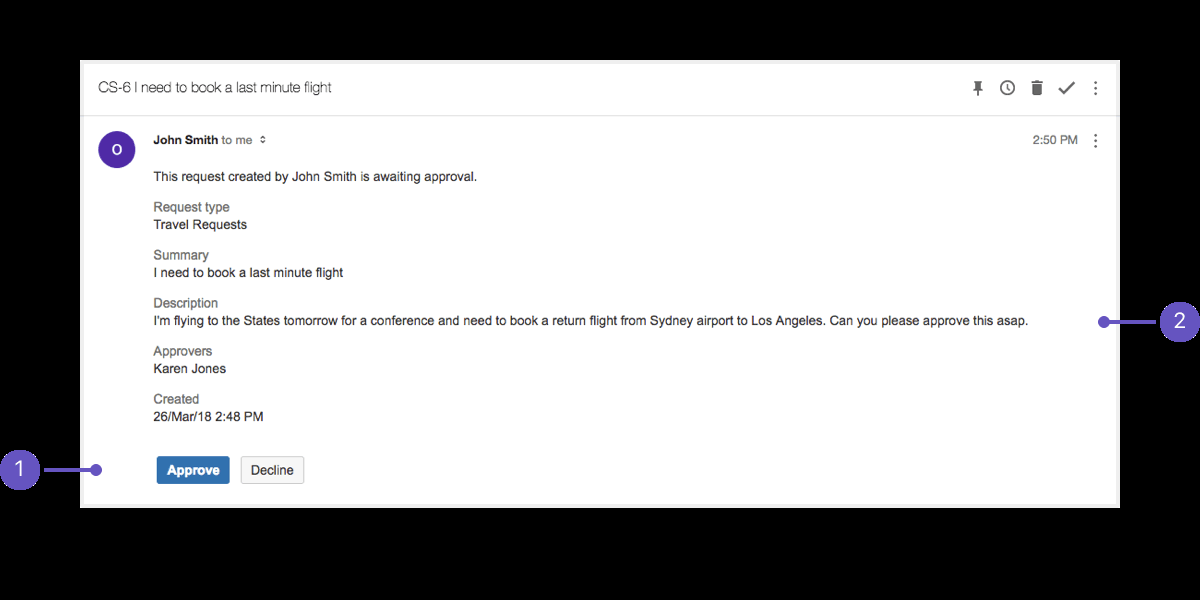 CS-6 I need to book a last minute flight
O
John Smith to me
2:50 PM
This request created by John Smith is awaiting approval.
Request type
Travel Requests
Summary
I need to book a last minute flight
Description
I'm flying to the States tomorrow for a conference and need to book a return flight from Sydney airport to Los Angeles. Can you please approve this asap.
2
Approvers
Karen Jones
Created
26/Mar/18 2:48 PM
1
Approve Decline